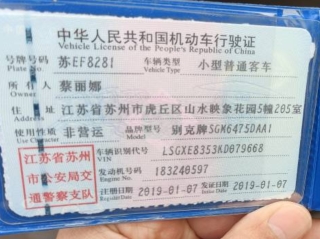 中华人民共和国机动车行驶证
Vehicle License of the People's Republic of China
号牌号码 苏EF8281 车辆类型 小型普通客车
Plate No. Vehicle Type
所有人 蔡丽娜
Owner
住址 江苏省苏州市虎丘区山水映象花园5幢205室
Address
使用性质 非营运 品牌型号 别克牌SGM6475DAA1
Use Character Model
江苏省苏州市公安局交通警察支队
车辆识别代号 LSGXE8353KD079668
VIN
发动机号码 183240597
Engine No.
注册日期 2019-01-07 发证日期 2019-01-07
Register Date Issue Date